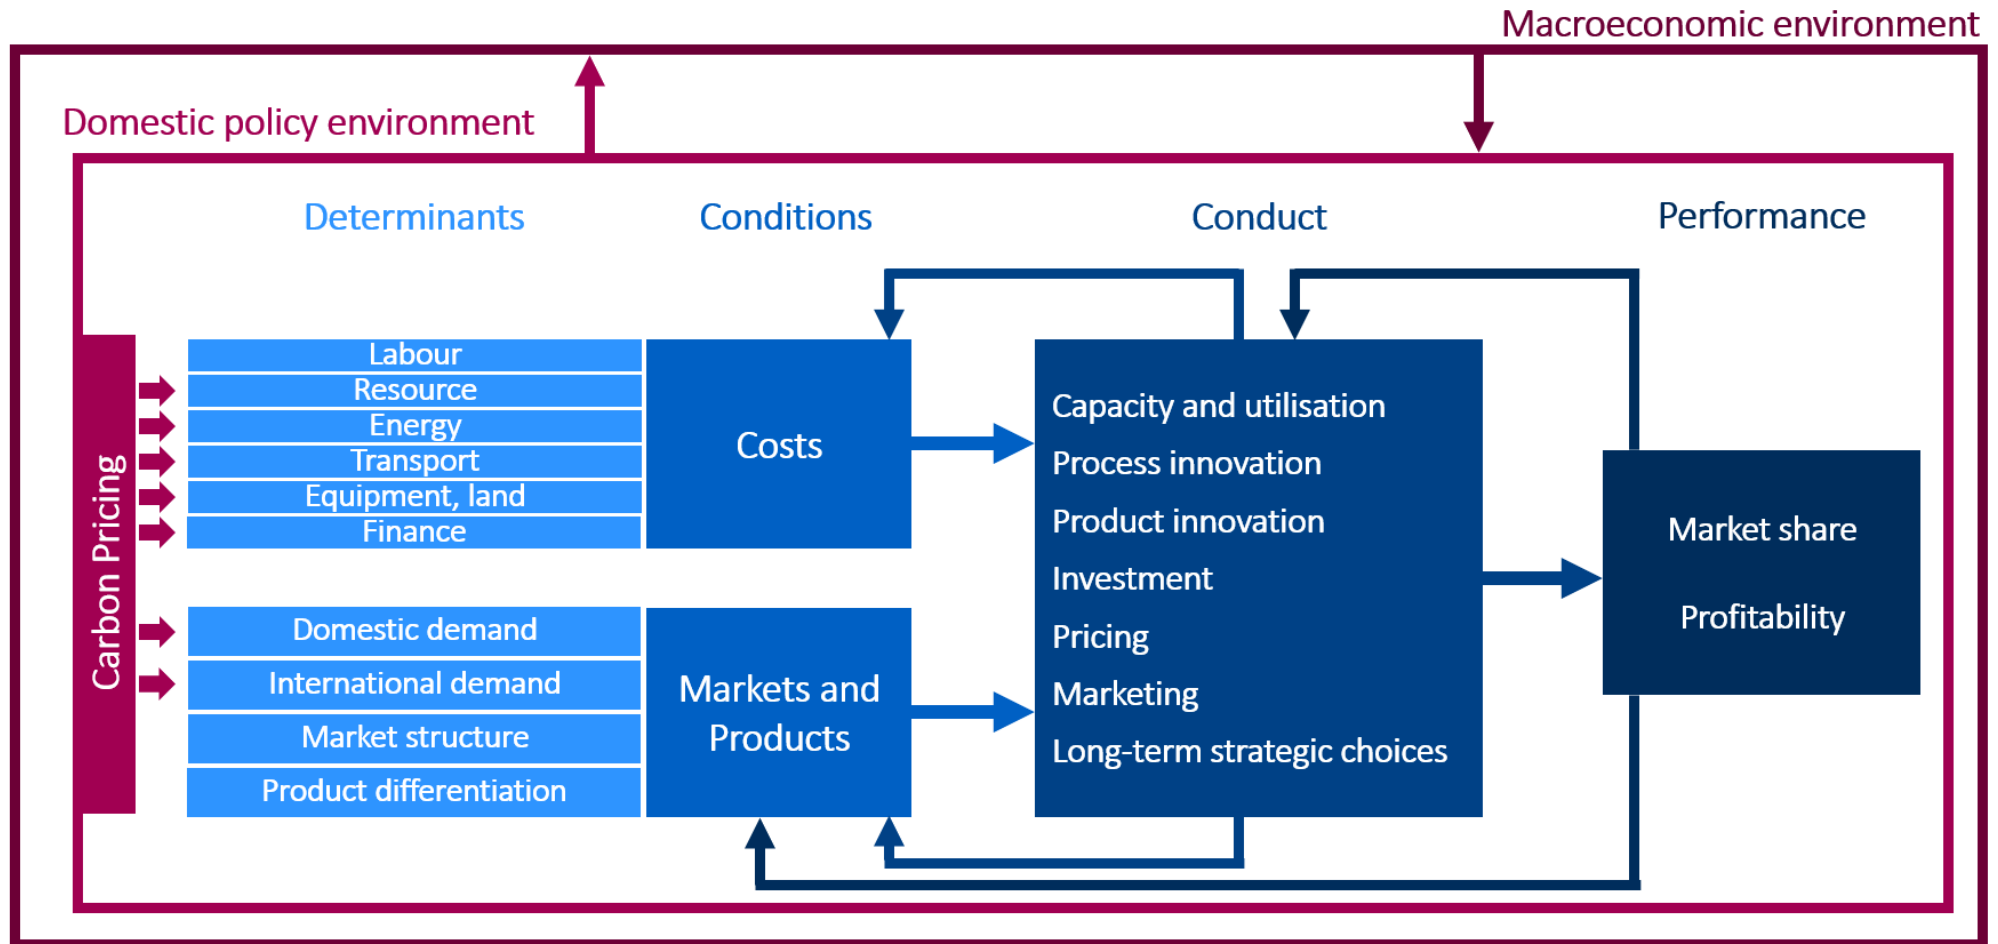 Macroeconomic environment
Domestic policy environment
Determinants
Conditions
Conduct
Performance
Carbon Pricing
Labour
Resource
Energy
Transport
Equipment, land
Finance
Costs
Domestic demand
International demand
Market structure
Product differentiation
Markets and
Products
Capacity and utilisation
Process innovation
Product innovation
Investment
Pricing
Marketing
Long-term strategic choices
Market share
Profitability